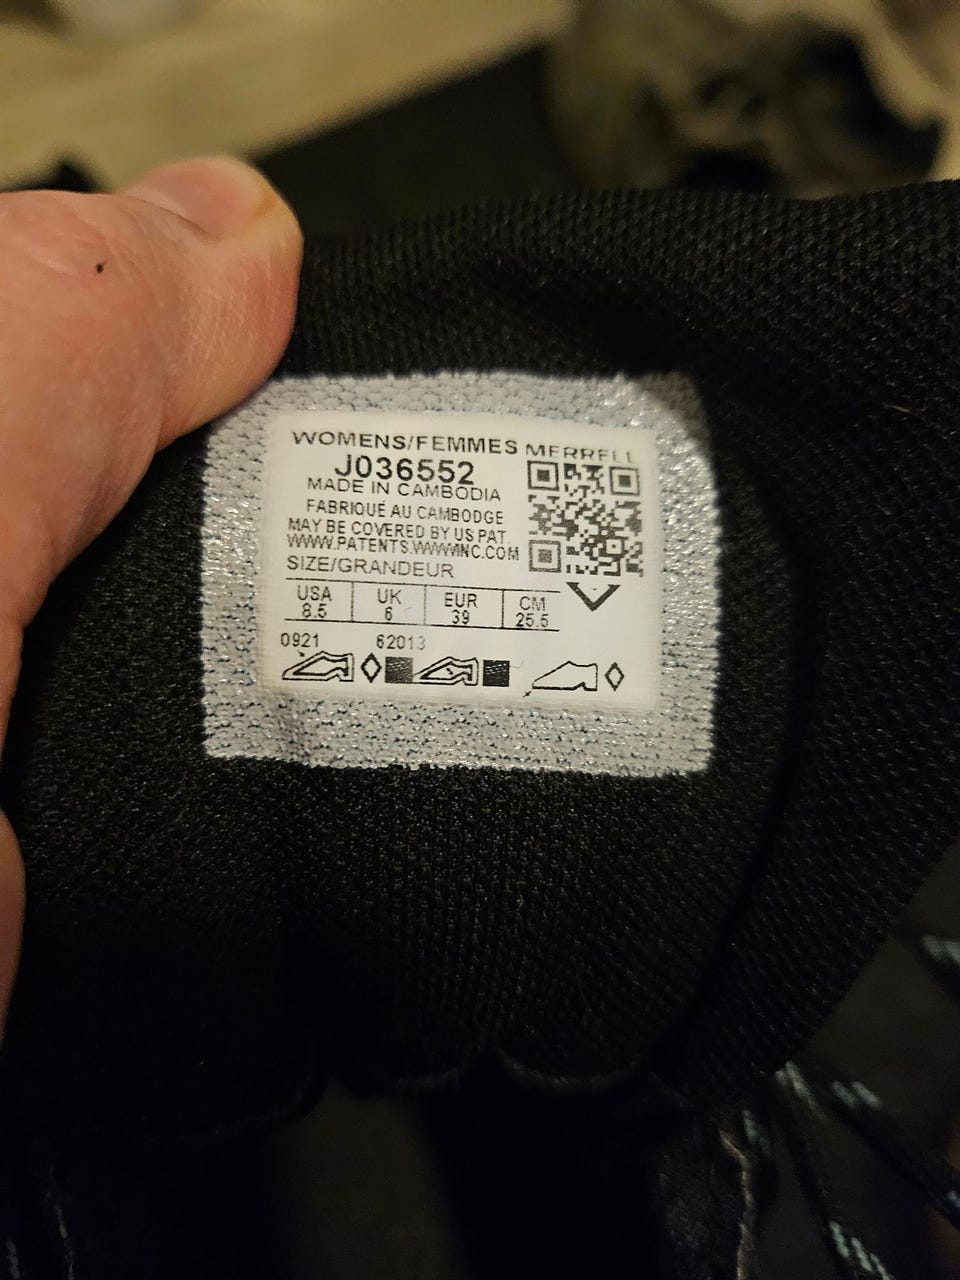 WOMENS/FEMMES MERRELL
J036552
MADE IN CAMBODIA
FABRIQUÉ AU CAMBODGE
MAY BE COVERED BY US PAT.
WWW.PATENTS.WWWINC.COM
SIZE/GRANDEUR
USA UK EUR CM
8.5 6 39 25.5
0921 62013